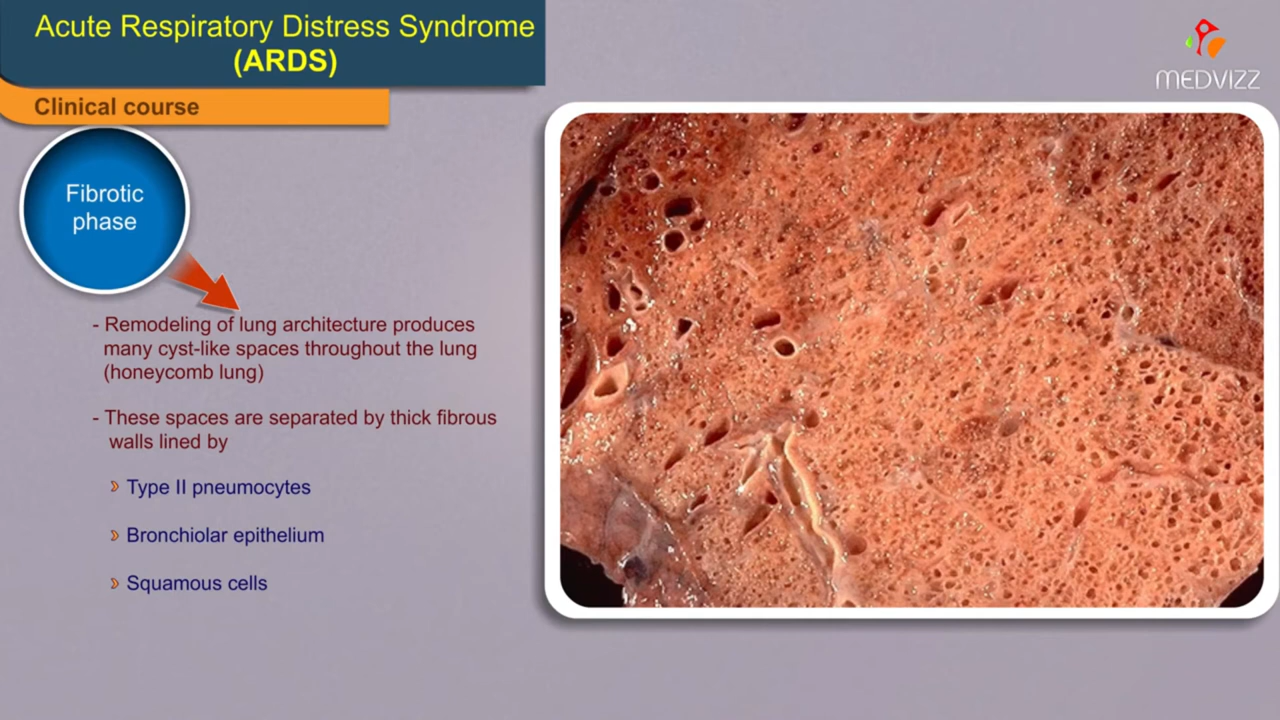 Acute Respiratory Distress Syndrome
(ARDS)
MEDVIZZ
Clinical course
Fibrotic
phase
- Remodeling of lung architecture produces
many cyst-like spaces throughout the lung
(honeycomb lung)
- These spaces are separated by thick fibrous
walls lined by
Type II pneumocytes
Bronchiolar epithelium
Squamous cells